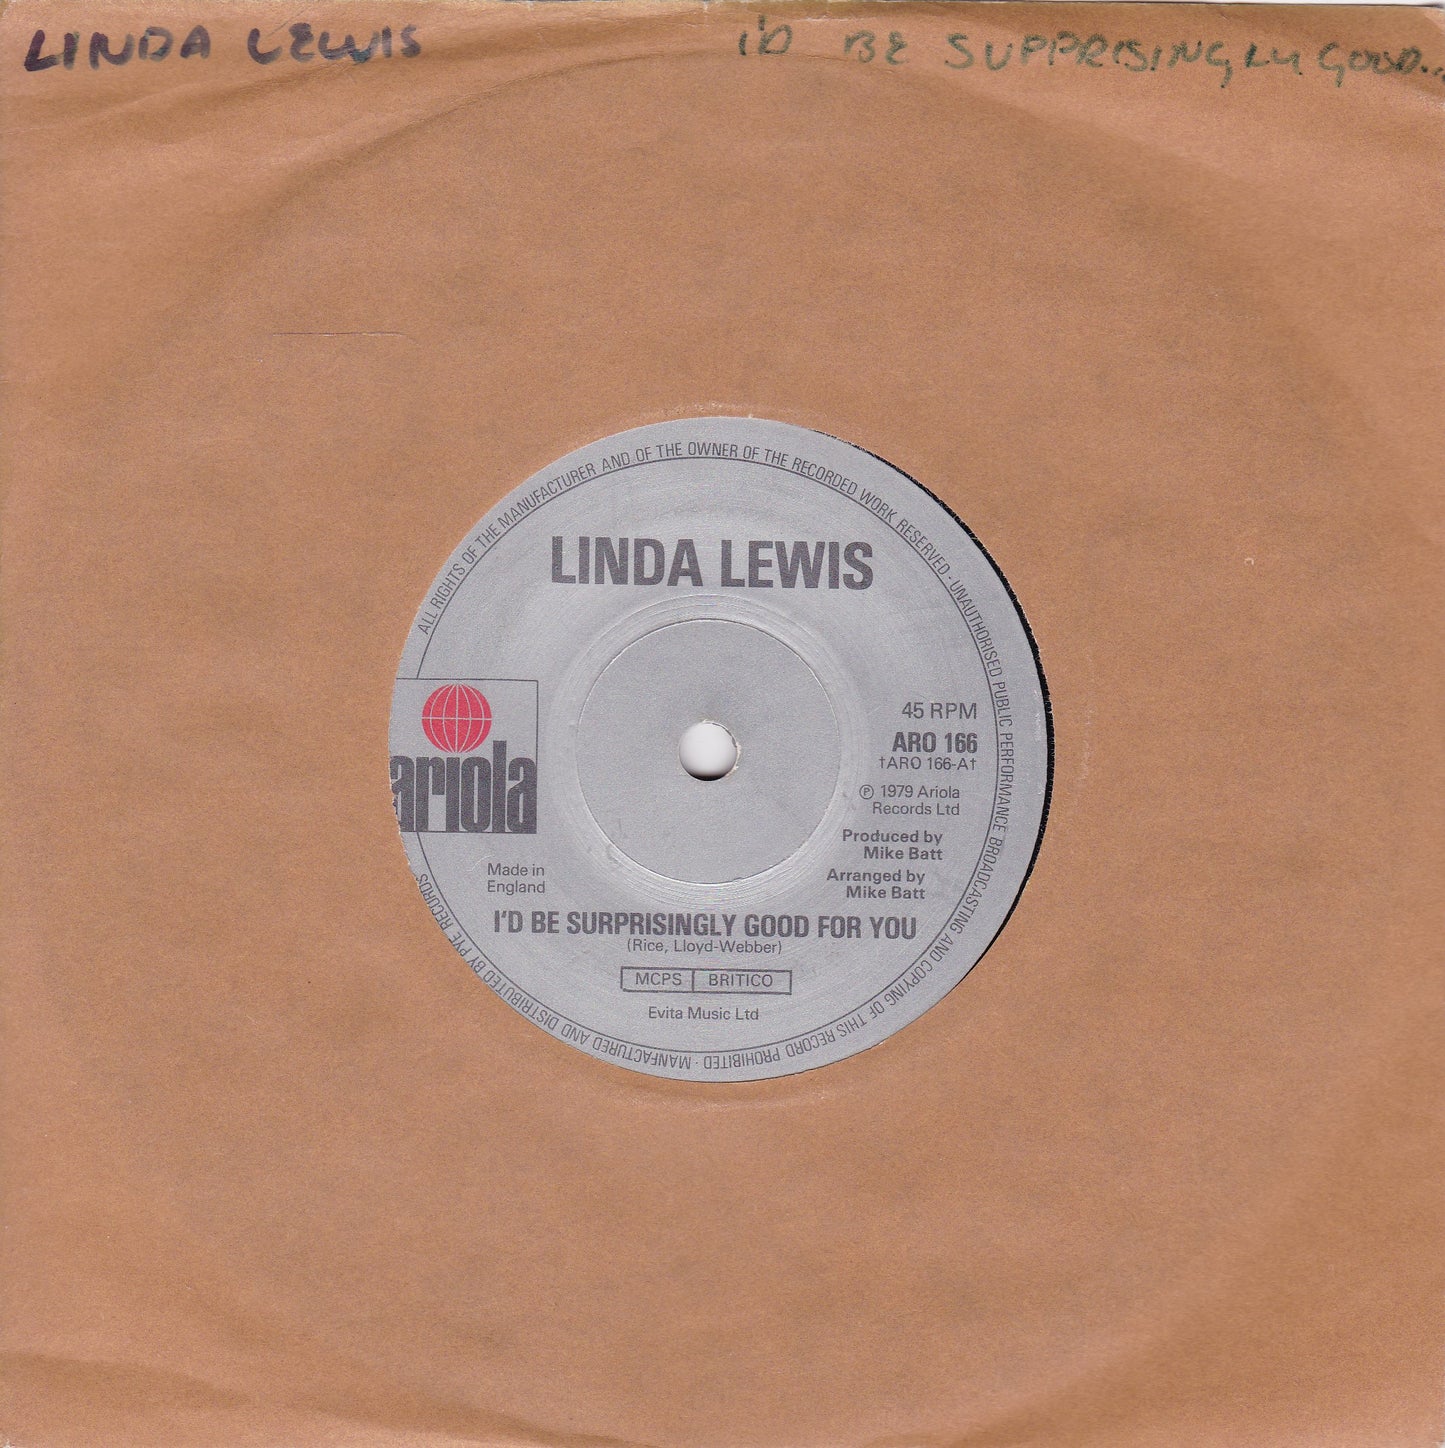 LINDA LEWIS
I'D BE SUPPRISINGLY GOOD...
ALL RIGHTS OF THE MANUFACTURER AND OF THE OWNER OF THE RECORDED WORK RESERVED · UNAUTHORISED PUBLIC PERFORMANCE BROADCASTING AND COPYING OF THIS RECORD PROHIBITED · MANFACTURED AND DISTRIBUTED BY PYE RECORDS
LINDA LEWIS
ariola
45 RPM
ARO 166
†ARO 166-A†
℗ 1979 Ariola
Records Ltd
Produced by
Mike Batt
Arranged by
Mike Batt
Made in
England
I'D BE SURPRISINGLY GOOD FOR YOU
(Rice, Lloyd-Webber)
MCPS BRITICO
Evita Music Ltd